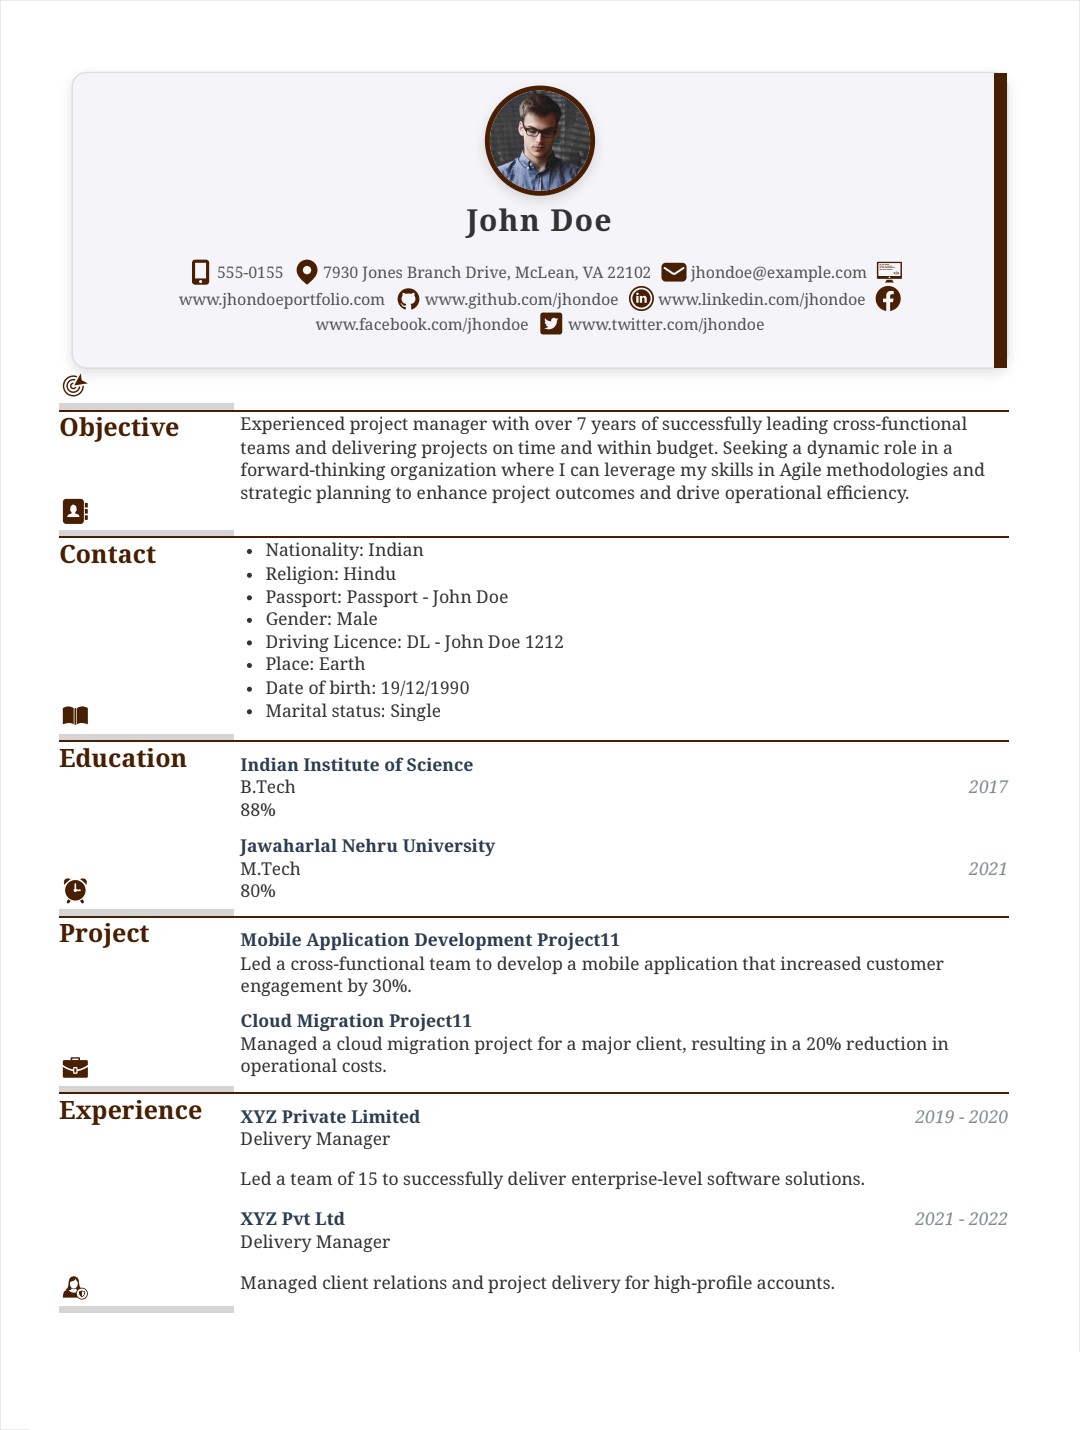 John Doe
555-0155 7930 Jones Branch Drive, McLean, VA 22102 jhondoe@example.com
www.jhondoeportfolio.com www.github.com/jhondoe www.linkedin.com/jhondoe
www.facebook.com/jhondoe www.twitter.com/jhondoe
Objective
Experienced project manager with over 7 years of successfully leading cross-functional
teams and delivering projects on time and within budget. Seeking a dynamic role in a
forward-thinking organization where I can leverage my skills in Agile methodologies and
strategic planning to enhance project outcomes and drive operational efficiency.
Contact
• Nationality: Indian
• Religion: Hindu
• Passport: Passport - John Doe
• Gender: Male
• Driving Licence: DL - John Doe 1212
• Place: Earth
• Date of birth: 19/12/1990
• Marital status: Single
Education
Indian Institute of Science
B.Tech 2017
88%
Jawaharlal Nehru University
M.Tech 2021
80%
Project
Mobile Application Development Project11
Led a cross-functional team to develop a mobile application that increased customer
engagement by 30%.
Cloud Migration Project11
Managed a cloud migration project for a major client, resulting in a 20% reduction in
operational costs.
Experience
XYZ Private Limited 2019 - 2020
Delivery Manager
Led a team of 15 to successfully deliver enterprise-level software solutions.
XYZ Pvt Ltd 2021 - 2022
Delivery Manager
Managed client relations and project delivery for high-profile accounts.